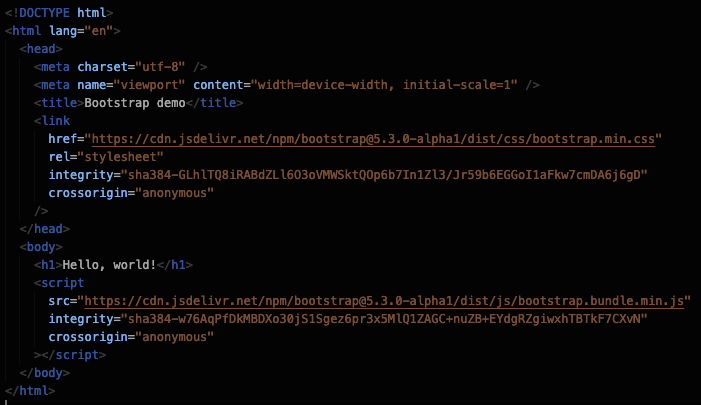 <!DOCTYPE html>
<html lang="en">
<head>
<meta charset="utf-8" />
<meta name="viewport" content="width=device-width, initial-scale=1" />
<title>Bootstrap demo</title>
<link
href="https://cdn.jsdelivr.net/npm/bootstrap@5.3.0-alpha1/dist/css/bootstrap.min.css"
rel="stylesheet"
integrity="sha384-GLhlTQ8iRABdZLl6O3oVMWSktQOp6b7In1Zl3/Jr59b6EGGoI1aFkw7cmDA6j6gD"
crossorigin="anonymous"
/>
</head>
<body>
<h1>Hello, world!</h1>
<script
src="https://cdn.jsdelivr.net/npm/bootstrap@5.3.0-alpha1/dist/js/bootstrap.bundle.min.js"
integrity="sha384-w76AqPfDkMBDXo30jS1Sgez6pr3x5MlQ1ZAGC+nuZB+EYdgRZgiwxhTBTkF7CXvN"
crossorigin="anonymous"
></script>
</body>
</html>